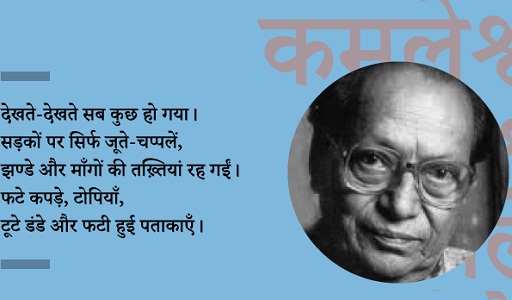 कमलेश्व
देखते-देखते सब कुछ हो गया।
सड़कों पर सिर्फ जूते-चप्पलें,
झण्डे और माँगों की तख़्तियां रह गईं।
फटे कपड़े, टोपियाँ,
टूटे डंडे और फटी हुई पताकाएँ।